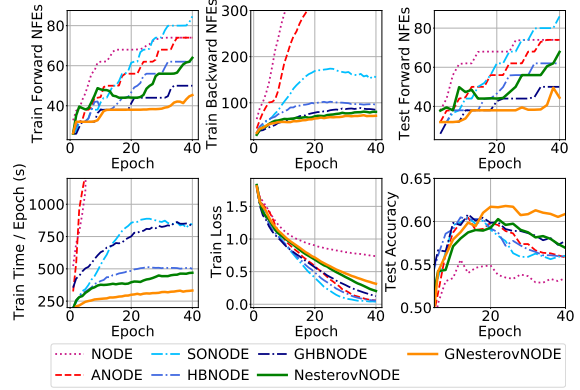 Train Forward NFEs
80
60
40
0
20
40
Epoch
Train Backward NFEs
300
200
100
0
20
40
Epoch
Test Forward NFEs
80
60
40
0
20
40
Epoch
Train Time / Epoch (s)
1000
750
500
250
0
20
40
Epoch
Train Loss
1.5
1.0
0.5
0.0
0
20
40
Epoch
Test Accuracy
0.65
0.60
0.55
0.50
0
20
40
Epoch
NODE
SONODE
GHBNODE
GNesterovNODE
ANODE
HBNODE
NesterovNODE